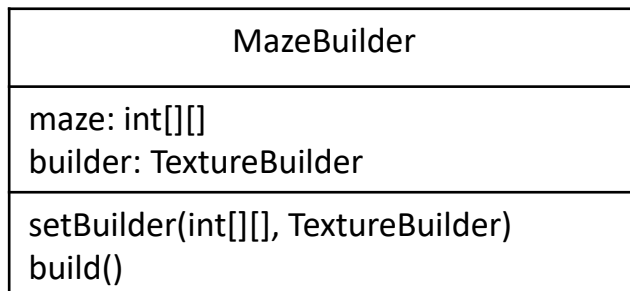 MazeBuilder
maze: int[][]
builder: TextureBuilder
setBuilder(int[][], TextureBuilder)
build()